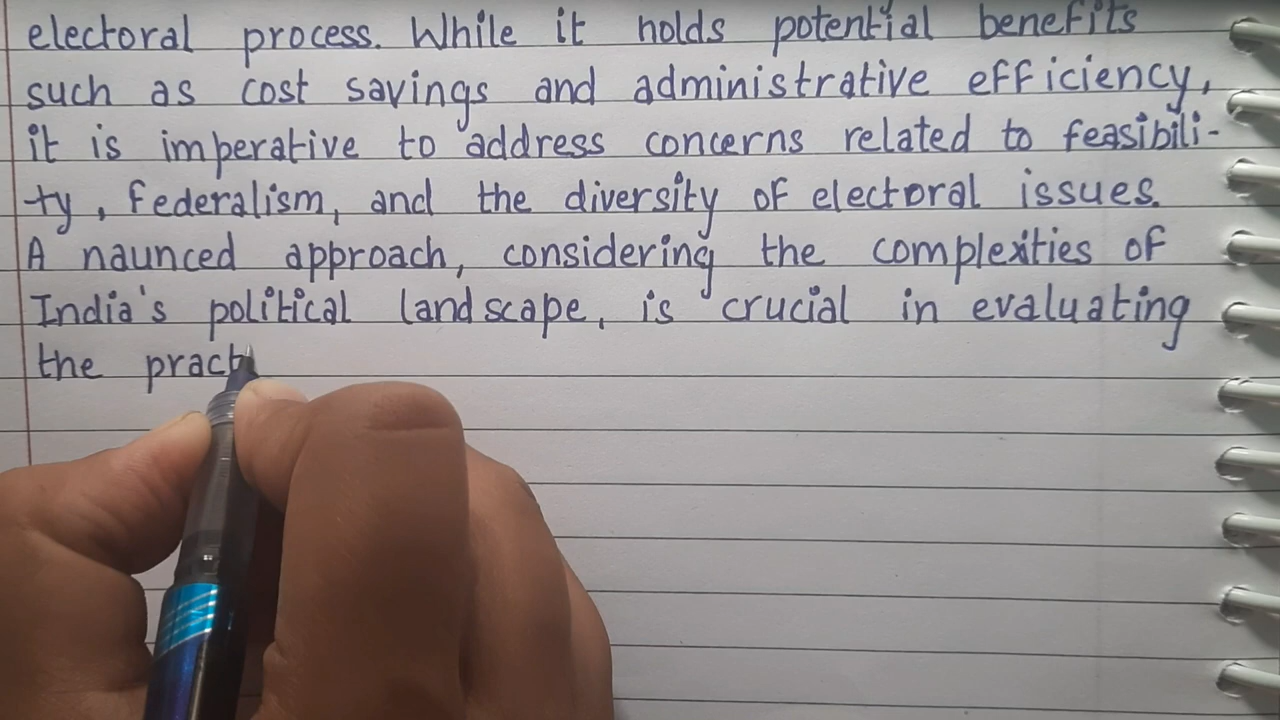 electoral process. While it holds potential benefits
such as cost savings and administrative efficiency,
it is imperative to address concerns related to feasibili-
ty, federalism, and the diversity of electoral issues.
A naunced approach, considering the complexities of
India's political landscape, is crucial in evaluating
the pract